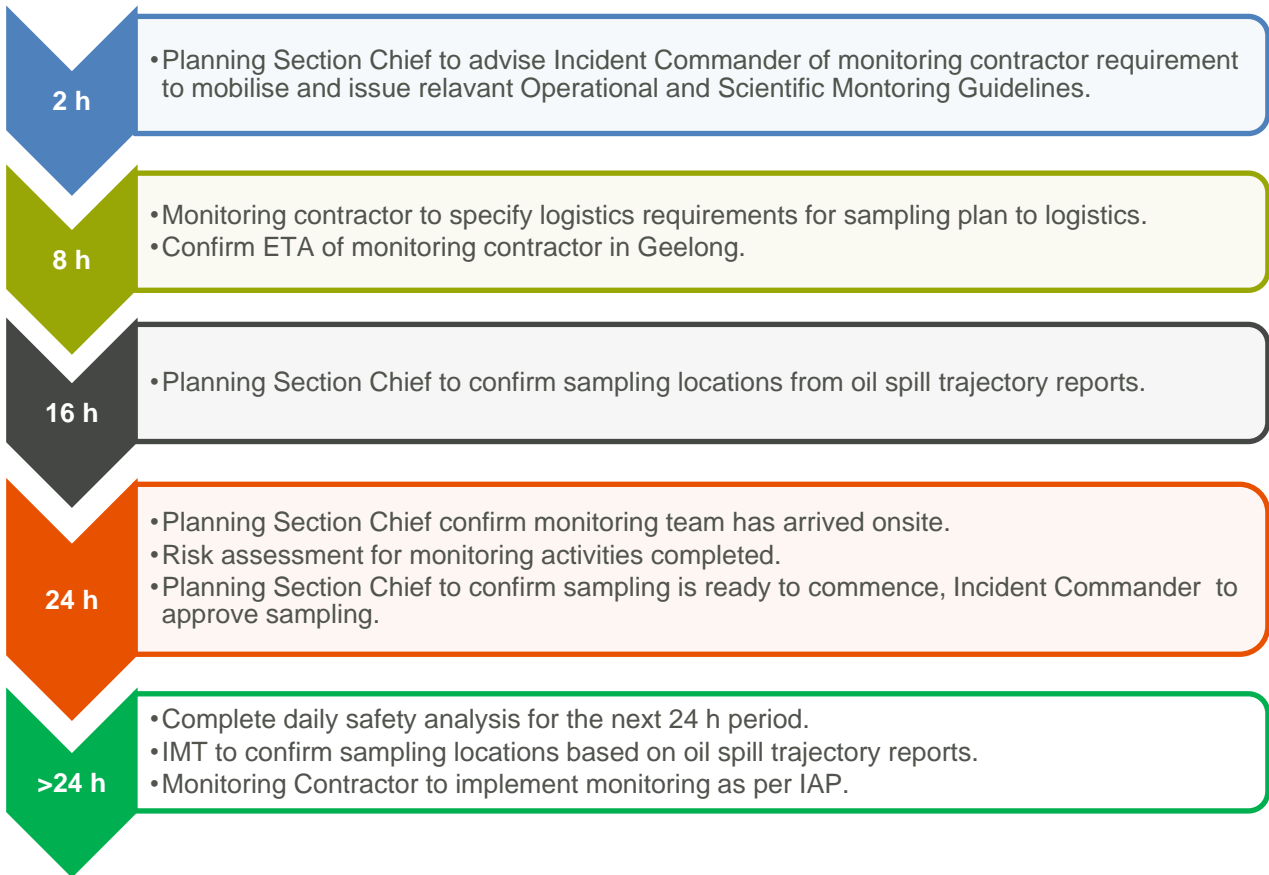 2 h
•Planning Section Chief to advise Incident Commander of monitoring contractor requirement
to mobilise and issue relavant Operational and Scientific Montoring Guidelines.
8 h
•Monitoring contractor to specify logistics requirements for sampling plan to logistics.
•Confirm ETA of monitoring contractor in Geelong.
16 h
•Planning Section Chief to confirm sampling locations from oil spill trajectory reports.
24 h
•Planning Section Chief confirm monitoring team has arrived onsite.
•Risk assessment for monitoring activities completed.
•Planning Section Chief to confirm sampling is ready to commence, Incident Commander to
approve sampling.
>24 h
•Complete daily safety analysis for the next 24 h period.
•IMT to confirm sampling locations based on oil spill trajectory reports.
•Monitoring Contractor to implement monitoring as per IAP.